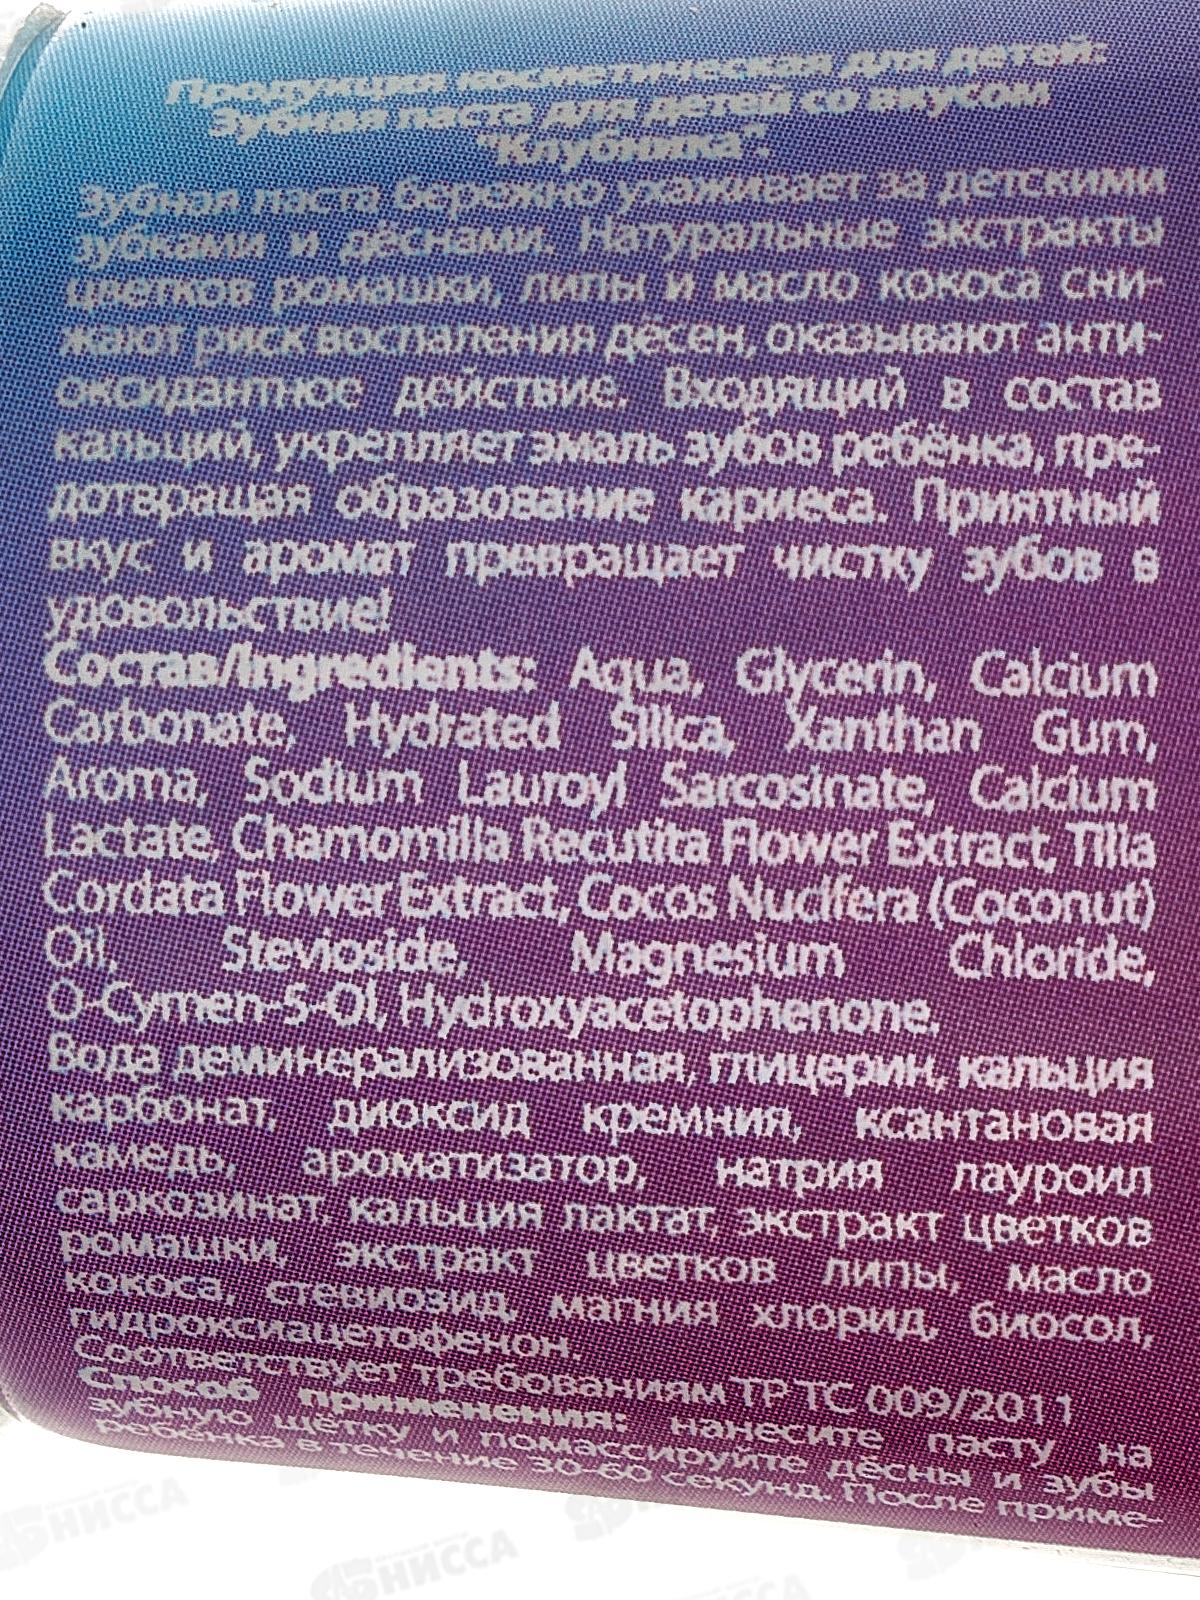 Продукция косметическая для детей:
Зубная паста для детей со вкусом
"Клубника".
Зубная паста бережно ухаживает за детскими
зубками и дёснами. Натуральные экстракты
цветков ромашки, липы и масло кокоса сни-
жают риск воспаления дёсен, оказывают анти-
оксидантное действие. Входящий в состав
кальций, укрепляет эмаль зубов ребёнка, пре-
дотвращая образование кариеса. Приятный
вкус и аромат превращает чистку зубов в
удовольствие!
Состав/Ingredients: Aqua, Glycerin, Calcium
Carbonate, Hydrated Silica, Xanthan Gum,
Aroma, Sodium Lauroyl Sarcosinate, Calcium
Lactate, Chamomilla Recutita Flower Extract, Tilia
Cordata Flower Extract, Cocos Nucifera (Coconut)
Oil, Stevioside, Magnesium Chloride,
O-Cymen-5-Ol, Hydroxyacetophenone.
Вода деминерализованная, глицерин, кальция
карбонат, диоксид кремния, ксантановая
камедь, ароматизатор, натрия лауроил
саркозинат, кальция лактат, экстракт цветков
ромашки, экстракт цветков липы, масло
кокоса, стевиозид, магния хлорид, биосол,
гидроксиацетофенон.
Соответствует требованиям ТР ТС 009/2011
Способ применения: нанесите пасту на
зубную щётку и помассируйте дёсны и зубы
ребёнка в течение 30-60 секунд. После приме-
НИССА
НИССА